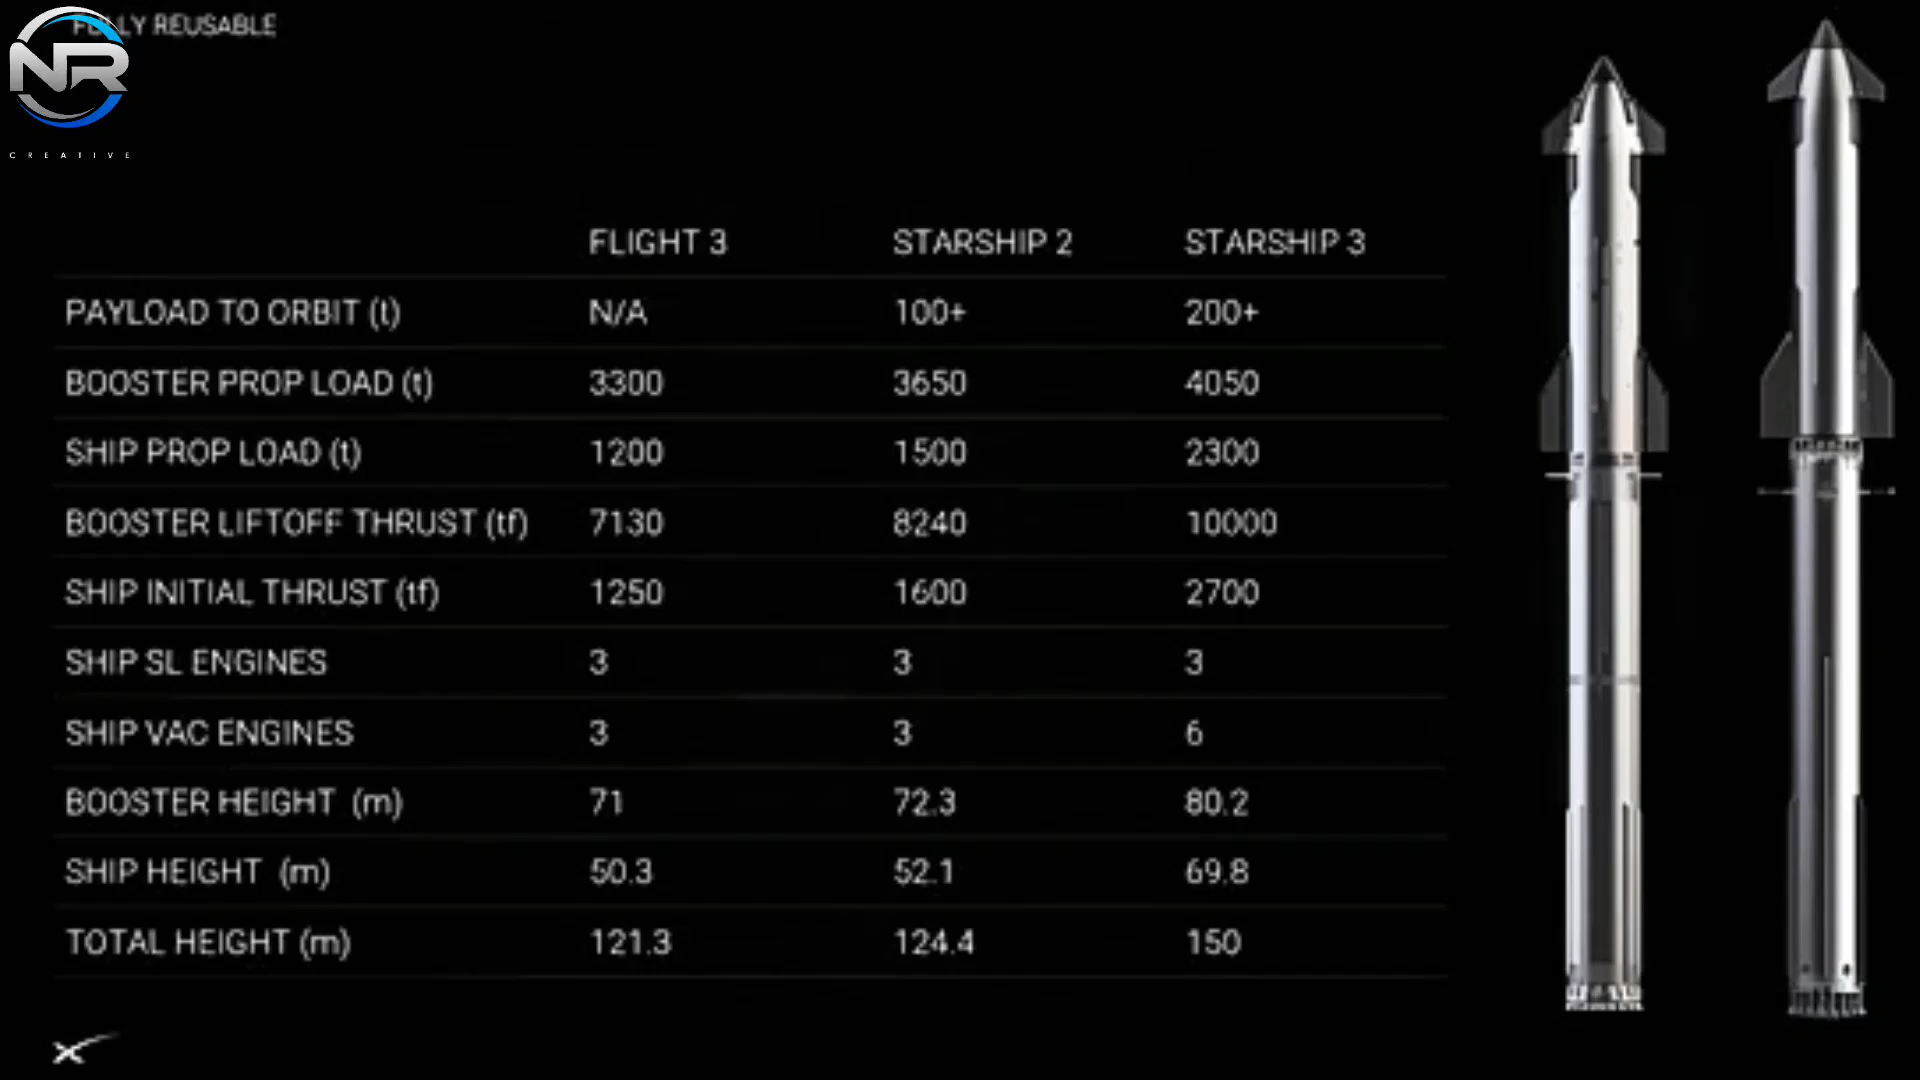 FULLY REUSABLE
NR
CREATIVE
FLIGHT 3 STARSHIP 2 STARSHIP 3
PAYLOAD TO ORBIT (t) N/A 100+ 200+
BOOSTER PROP LOAD (t) 3300 3650 4050
SHIP PROP LOAD (t) 1200 1500 2300
BOOSTER LIFTOFF THRUST (tf) 7130 8240 10000
SHIP INITIAL THRUST (tf) 1250 1600 2700
SHIP SL ENGINES 3 3 3
SHIP VAC ENGINES 3 3 6
BOOSTER HEIGHT (m) 71 72.3 80.2
SHIP HEIGHT (m) 50.3 52.1 69.8
TOTAL HEIGHT (m) 121.3 124.4 150